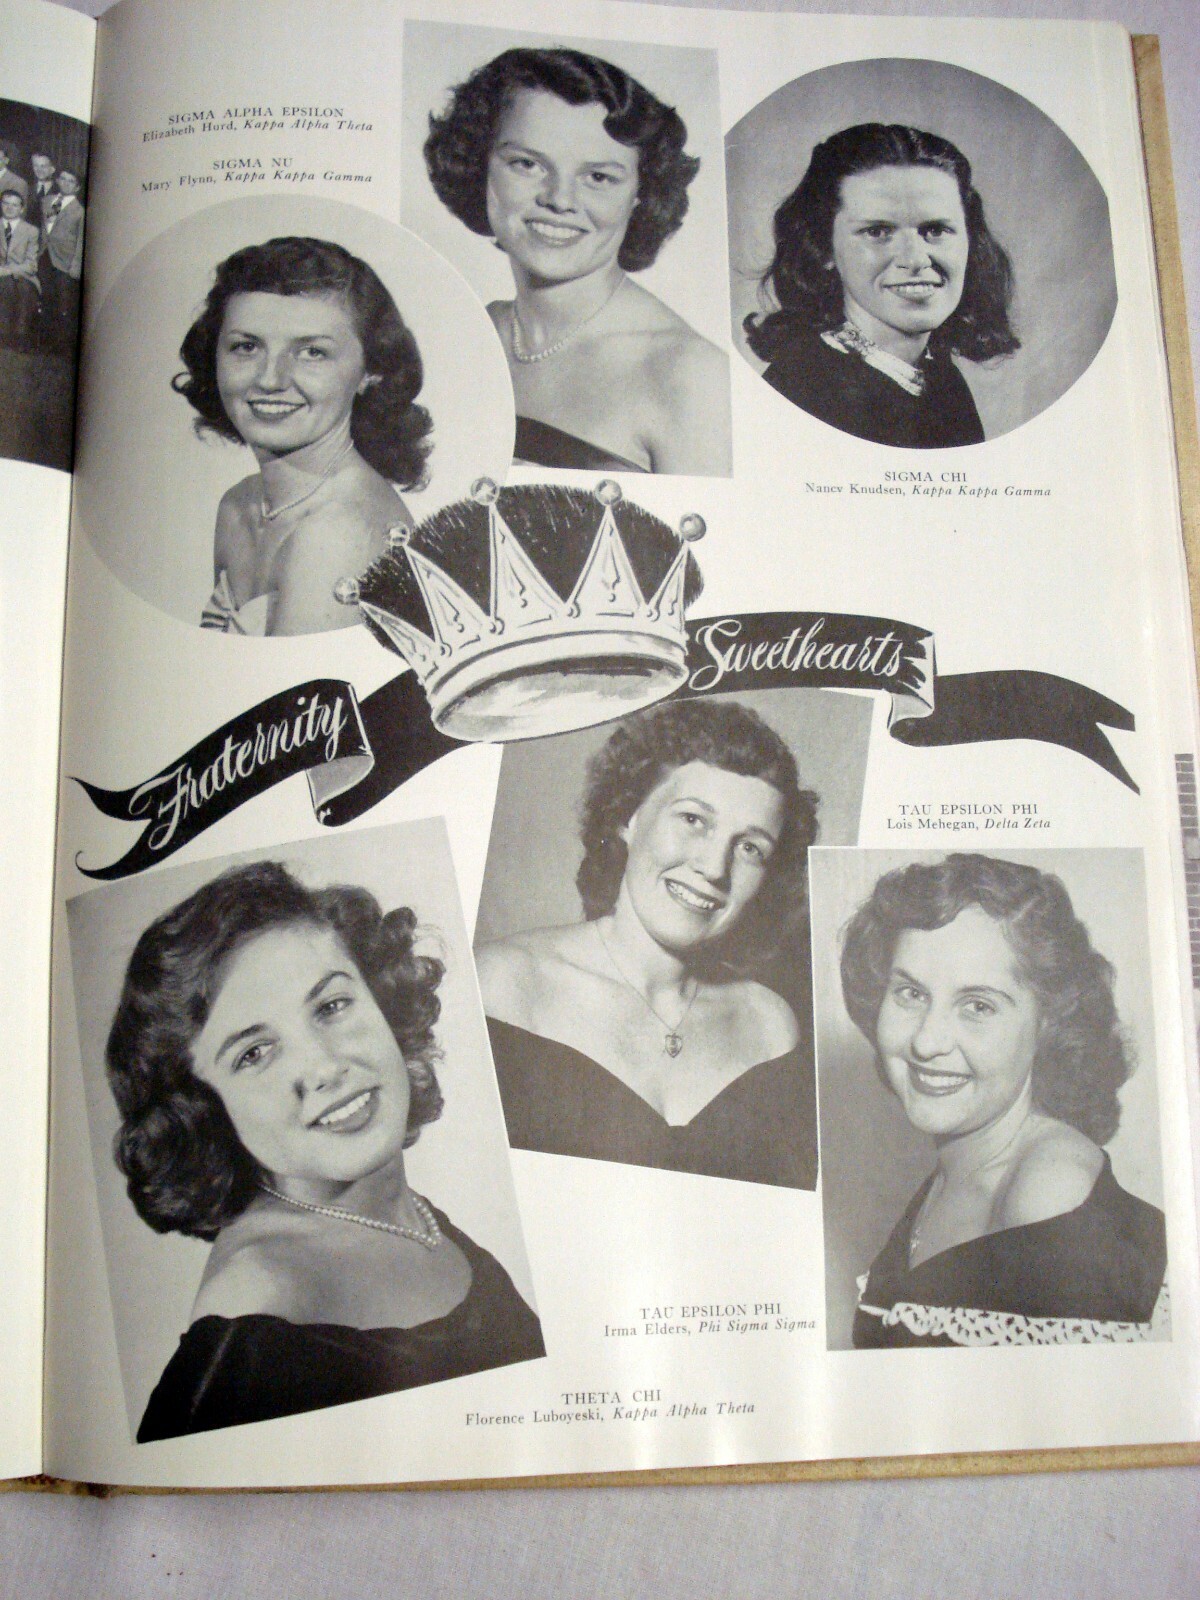 SIGMA ALPHA EPSILON
Elizabeth Hurd, Kappa Alpha Theta
SIGMA NU
Mary Flynn, Kappa Kappa Gamma
SIGMA CHI
Nancy Knudsen, Kappa Kappa Gamma
Fraternity Sweethearts
TAU EPSILON PHI
Lois Mehegan, Delta Zeta
TAU EPSILON PHI
Irma Elders, Phi Sigma Sigma
THETA CHI
Florence Luboyeski, Kappa Alpha Theta